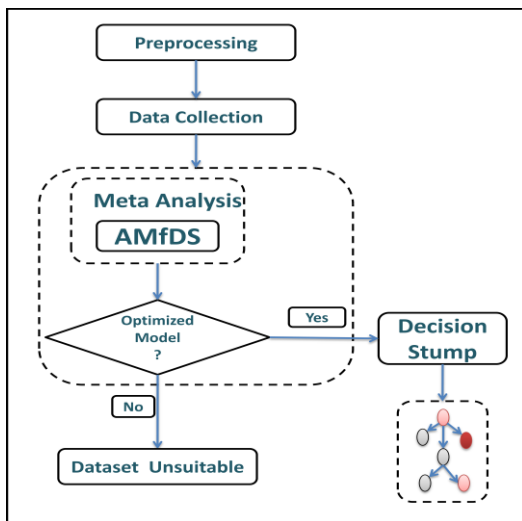 Preprocessing
Data Collection
Meta Analysis
AMfDS
Optimized
Model
?
Yes
Decision
Stump
No
Dataset Unsuitable